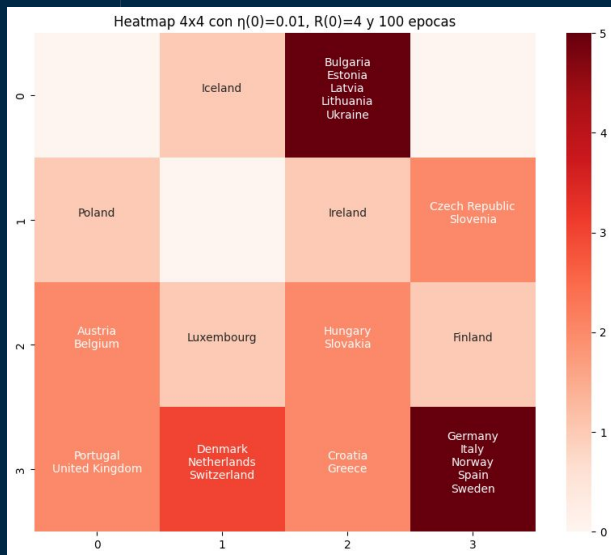 Heatmap 4x4 con η(0)=0.01, R(0)=4 y 100 epocas
0
Iceland
Bulgaria
Estonia
Latvia
Lithuania
Ukraine
1
Poland
Ireland
Czech Republic
Slovenia
2
Austria
Belgium
Luxembourg
Hungary
Slovakia
Finland
3
Portugal
United Kingdom
Denmark
Netherlands
Switzerland
Croatia
Greece
Germany
Italy
Norway
Spain
Sweden
0
1
2
3
5
4
3
2
1
0